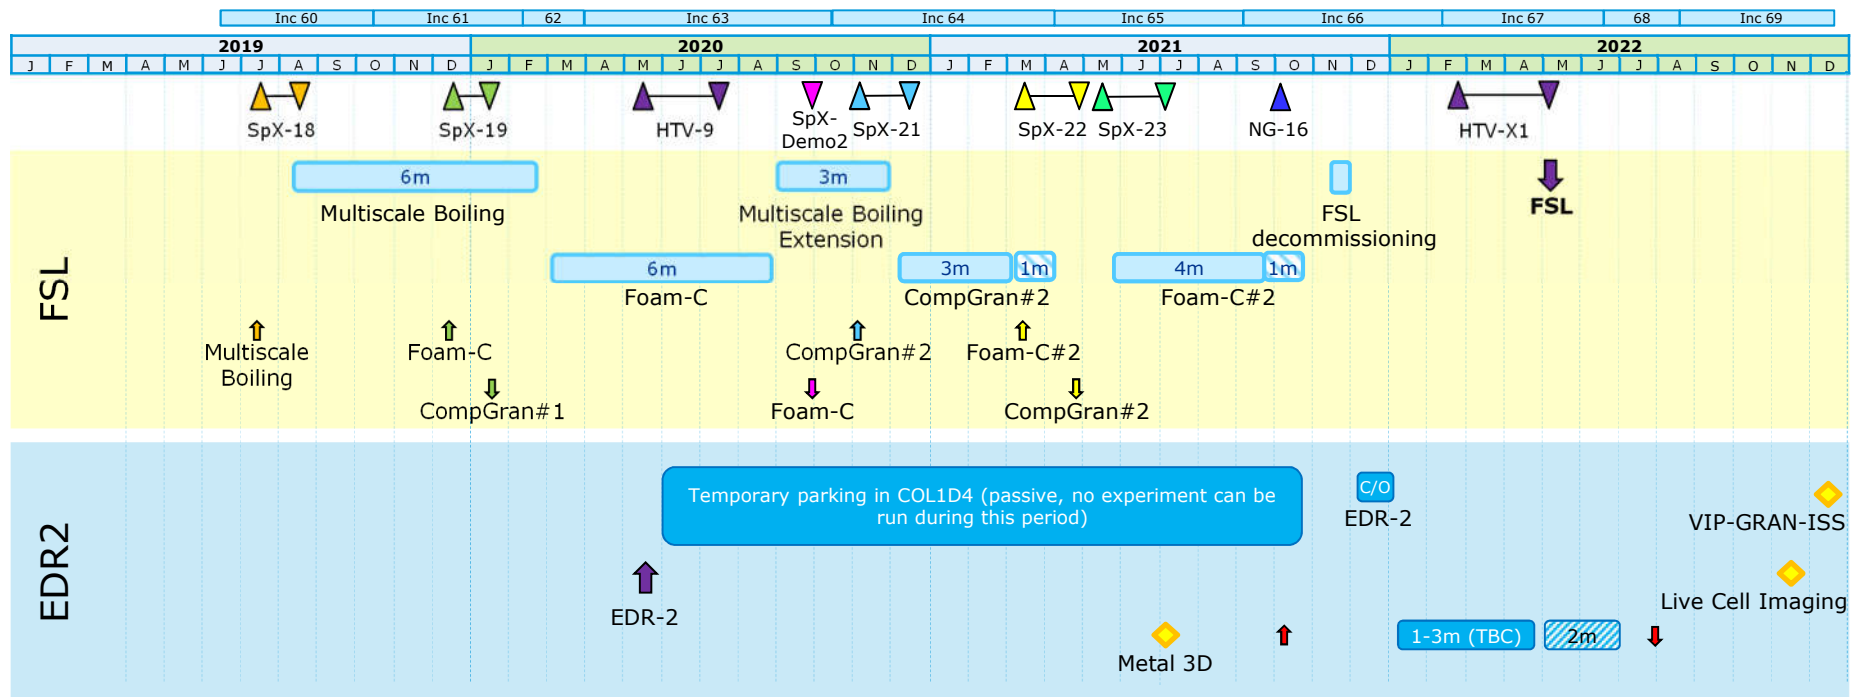 Inc 60 Inc 61 62 Inc 63 Inc 64 Inc 65 Inc 66 Inc 67 68 Inc 69
2019 2020 2021 2022
J F M A M J J A S O N D J F M A M J J A S O N D J F M A M J J A S O N D J F M A M J J A S O N D
SpX-18
SpX-19
HTV-9
SpX-
Demo2
SpX-21
SpX-22
SpX-23
NG-16
HTV-X1
FSL
6m
Multiscale Boiling
3m
Multiscale Boiling
Extension
FSL
decommissioning
FSL
6m
Foam-C
3m
1m
CompGran#2
4m
1m
Foam-C#2
Multiscale
Boiling
Foam-C
CompGran#2
Foam-C#2
CompGran#1
Foam-C
CompGran#2
EDR2
Temporary parking in COL1D4 (passive, no experiment can be
run during this period)
C/O
EDR-2
VIP-GRAN-ISS
EDR-2
Live Cell Imaging
Metal 3D
1-3m (TBC)
2m